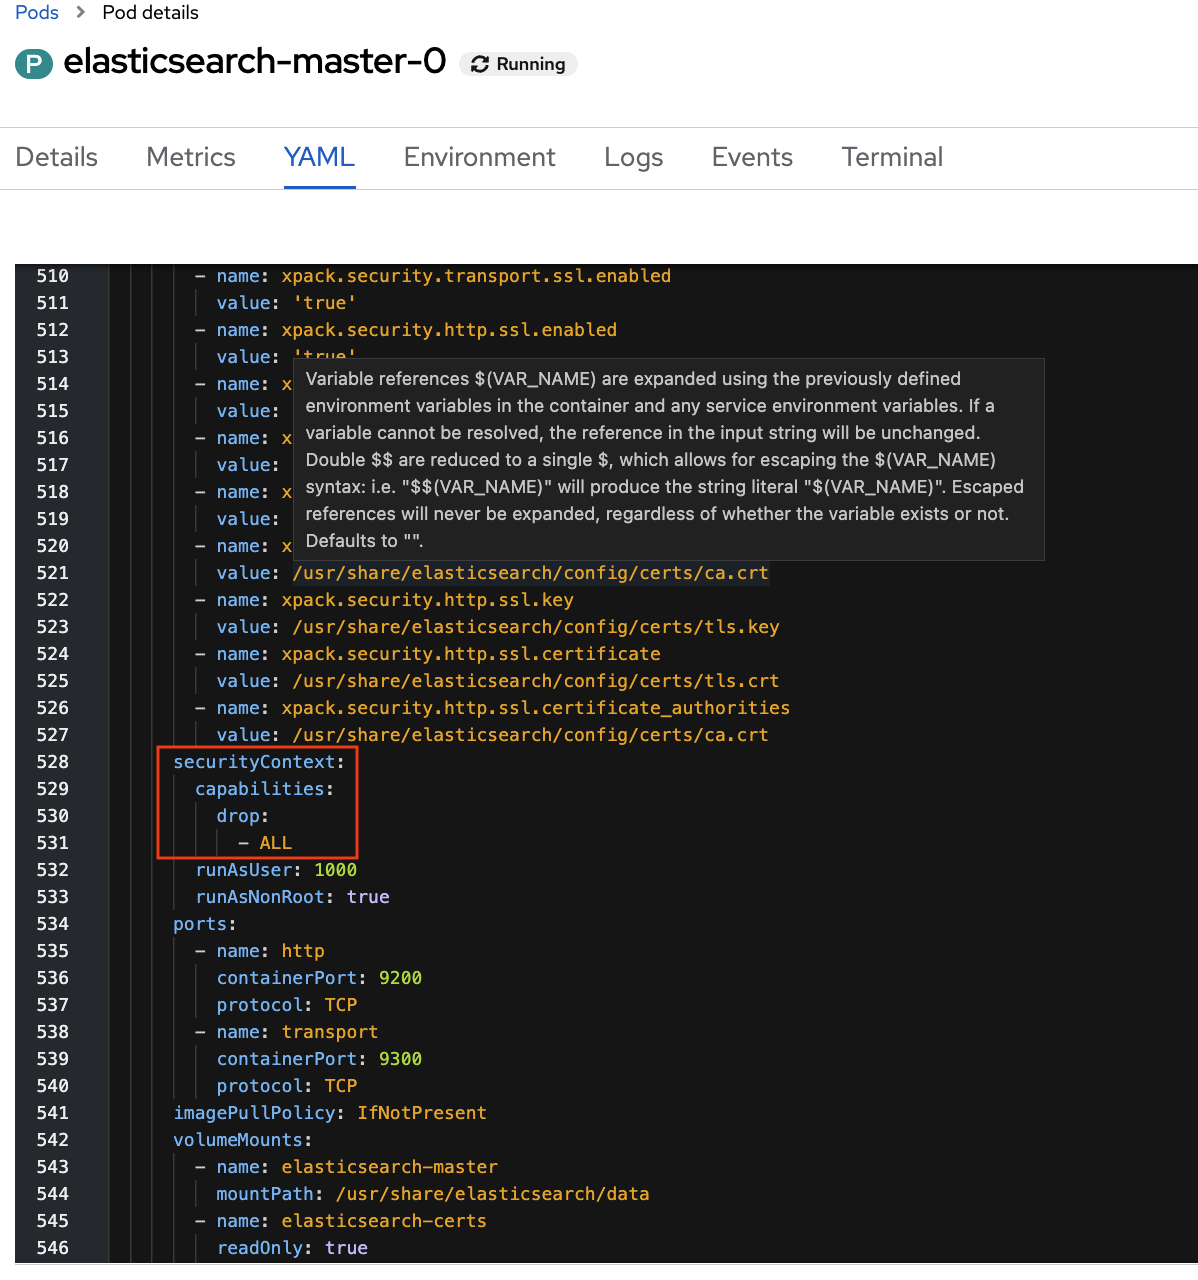 Pods > Pod details
P elasticsearch-master-0 Running
Details Metrics YAML Environment Logs Events Terminal
510 - name: xpack.security.transport.ssl.enabled
511 value: 'true'
512 - name: xpack.security.http.ssl.enabled
513 value: 'true'
514 - name: x
515 value:
516 - name: x
517 value:
518 - name: x
519 value:
520 - name: x
Variable references $(VAR_NAME) are expanded using the previously defined
environment variables in the container and any service environment variables. If a
variable cannot be resolved, the reference in the input string will be unchanged.
Double $$ are reduced to a single $, which allows for escaping the $(VAR_NAME)
syntax: i.e. "$$(VAR_NAME)" will produce the string literal "$(VAR_NAME)". Escaped
references will never be expanded, regardless of whether the variable exists or not.
Defaults to "".
521 value: /usr/share/elasticsearch/config/certs/ca.crt
522 - name: xpack.security.http.ssl.key
523 value: /usr/share/elasticsearch/config/certs/tls.key
524 - name: xpack.security.http.ssl.certificate
525 value: /usr/share/elasticsearch/config/certs/tls.crt
526 - name: xpack.security.http.ssl.certificate_authorities
527 value: /usr/share/elasticsearch/config/certs/ca.crt
528 securityContext:
529 capabilities:
530 drop:
531 - ALL
532 runAsUser: 1000
533 runAsNonRoot: true
534 ports:
535 - name: http
536 containerPort: 9200
537 protocol: TCP
538 - name: transport
539 containerPort: 9300
540 protocol: TCP
541 imagePullPolicy: IfNotPresent
542 volumeMounts:
543 - name: elasticsearch-master
544 mountPath: /usr/share/elasticsearch/data
545 - name: elasticsearch-certs
546 readOnly: true